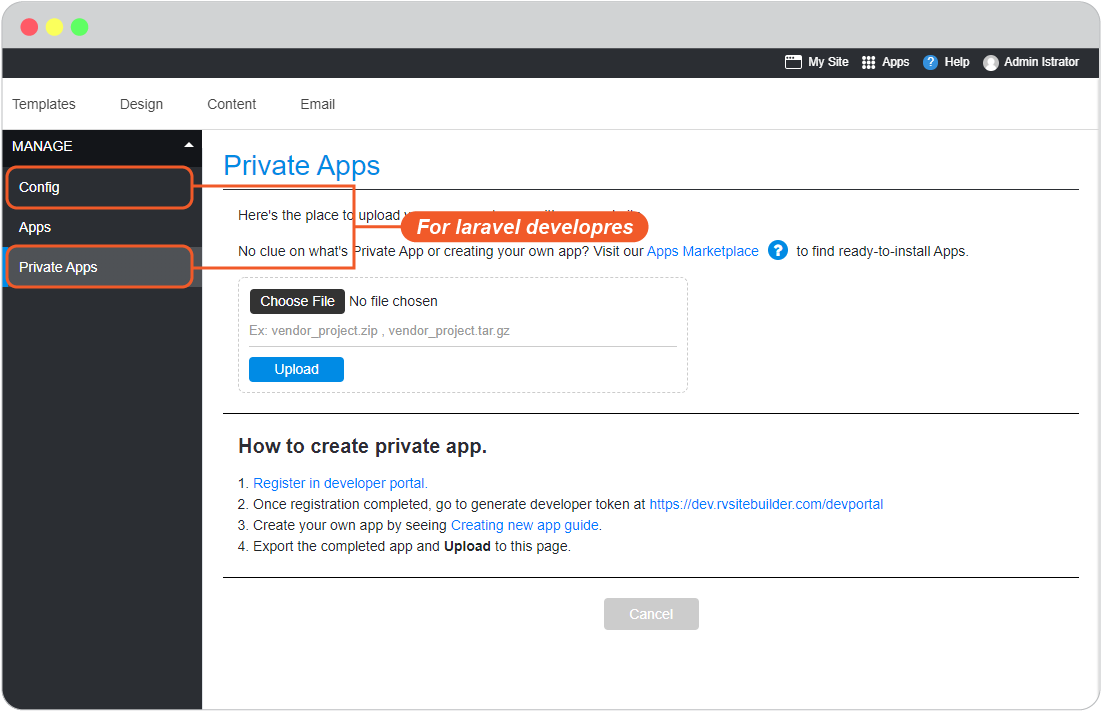 My Site Apps ? Help Admin Istrator
Templates Design Content Email
MANAGE
Config
Apps
Private Apps
Private Apps
Here's the place to upload
For laravel developres
No clue on what's Private App or creating your own app? Visit our Apps Marketplace ? to find ready-to-install Apps.
Choose File No file chosen
Ex: vendor_project.zip , vendor_project.tar.gz
Upload
How to create private app.
1. Register in developer portal.
2. Once registration completed, go to generate developer token at https://dev.rvsitebuilder.com/devportal
3. Create your own app by seeing Creating new app guide.
4. Export the completed app and Upload to this page.
Cancel